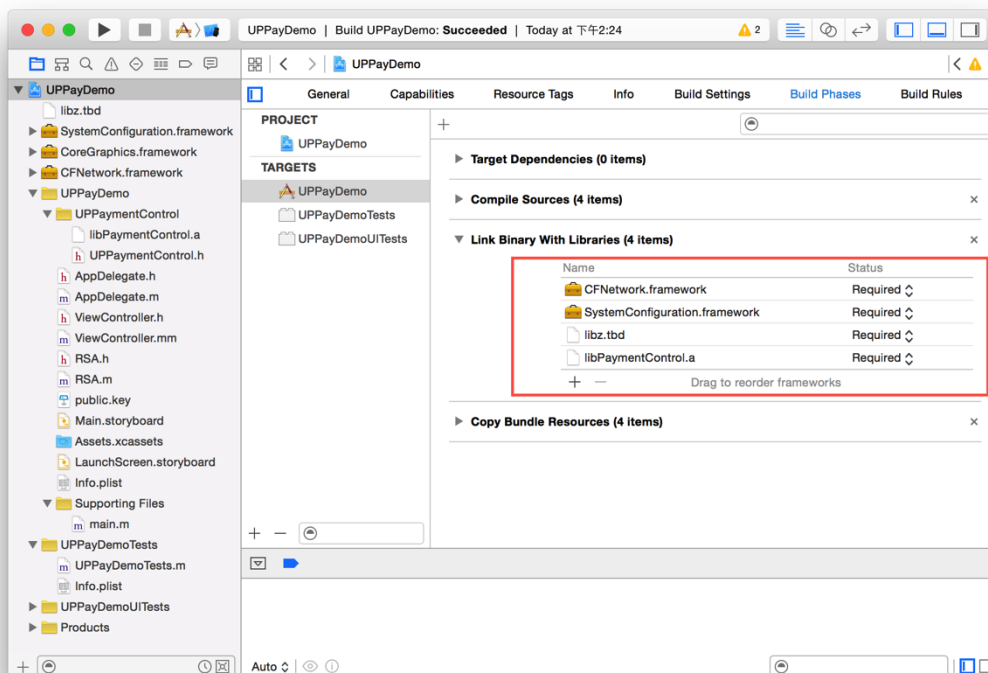 UPPayDemo | Build UPPayDemo: Succeeded | Today at 下午2:24
2
UPPayDemo
UPPayDemo
libz.tbd
SystemConfiguration.framework
CoreGraphics.framework
CFNetwork.framework
UPPayDemo
UPPaymentControl
libPaymentControl.a
h UPPaymentControl.h
h AppDelegate.h
m AppDelegate.m
h ViewController.h
m ViewController.mm
h RSA.h
m RSA.m
public.key
Main.storyboard
Assets.xcassets
LaunchScreen.storyboard
Info.plist
Supporting Files
m main.m
UPPayDemoTests
m UPPayDemoTests.m
Info.plist
UPPayDemoUITests
Products
General Capabilities Resource Tags Info Build Settings Build Phases Build Rules
PROJECT
UPPayDemo
TARGETS
UPPayDemo
UPPayDemoTests
UPPayDemoUITests
Target Dependencies (0 items)
Compile Sources (4 items)
Link Binary With Libraries (4 items)
Name Status
CFNetwork.framework Required
SystemConfiguration.framework Required
libz.tbd Required
libPaymentControl.a Required
Drag to reorder frameworks
Copy Bundle Resources (4 items)
Auto